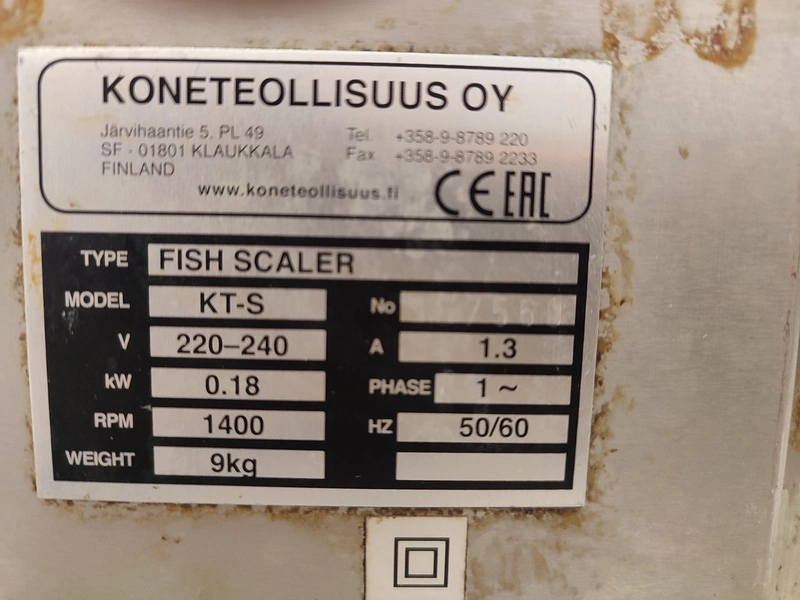 KONETEOLLISUUS OY
Järvihaantie 5. PL 49
SF - 01801 KLAUKKALA
FINLAND
Tel. +358-9-8789 220
Fax +358-9-8789 2233
www.koneteollisuus.fi
CE EAC
TYPE FISH SCALER
MODEL KT-S No
V 220–240 A 1.3
kW 0.18 PHASE 1 ~
RPM 1400 HZ 50/60
WEIGHT 9kg